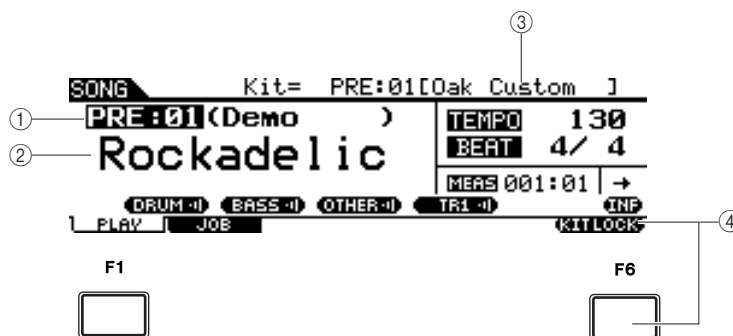 ③
SONG Kit= PRE:01[Oak Custom ]
① PRE:01(Demo ) TEMPO 130
② Rockadelic BEAT 4/ 4
MEAS 001:01 →
DRUM BASS OTHER TR1 INF
PLAY JOB KITLOCK ④
F1 F6